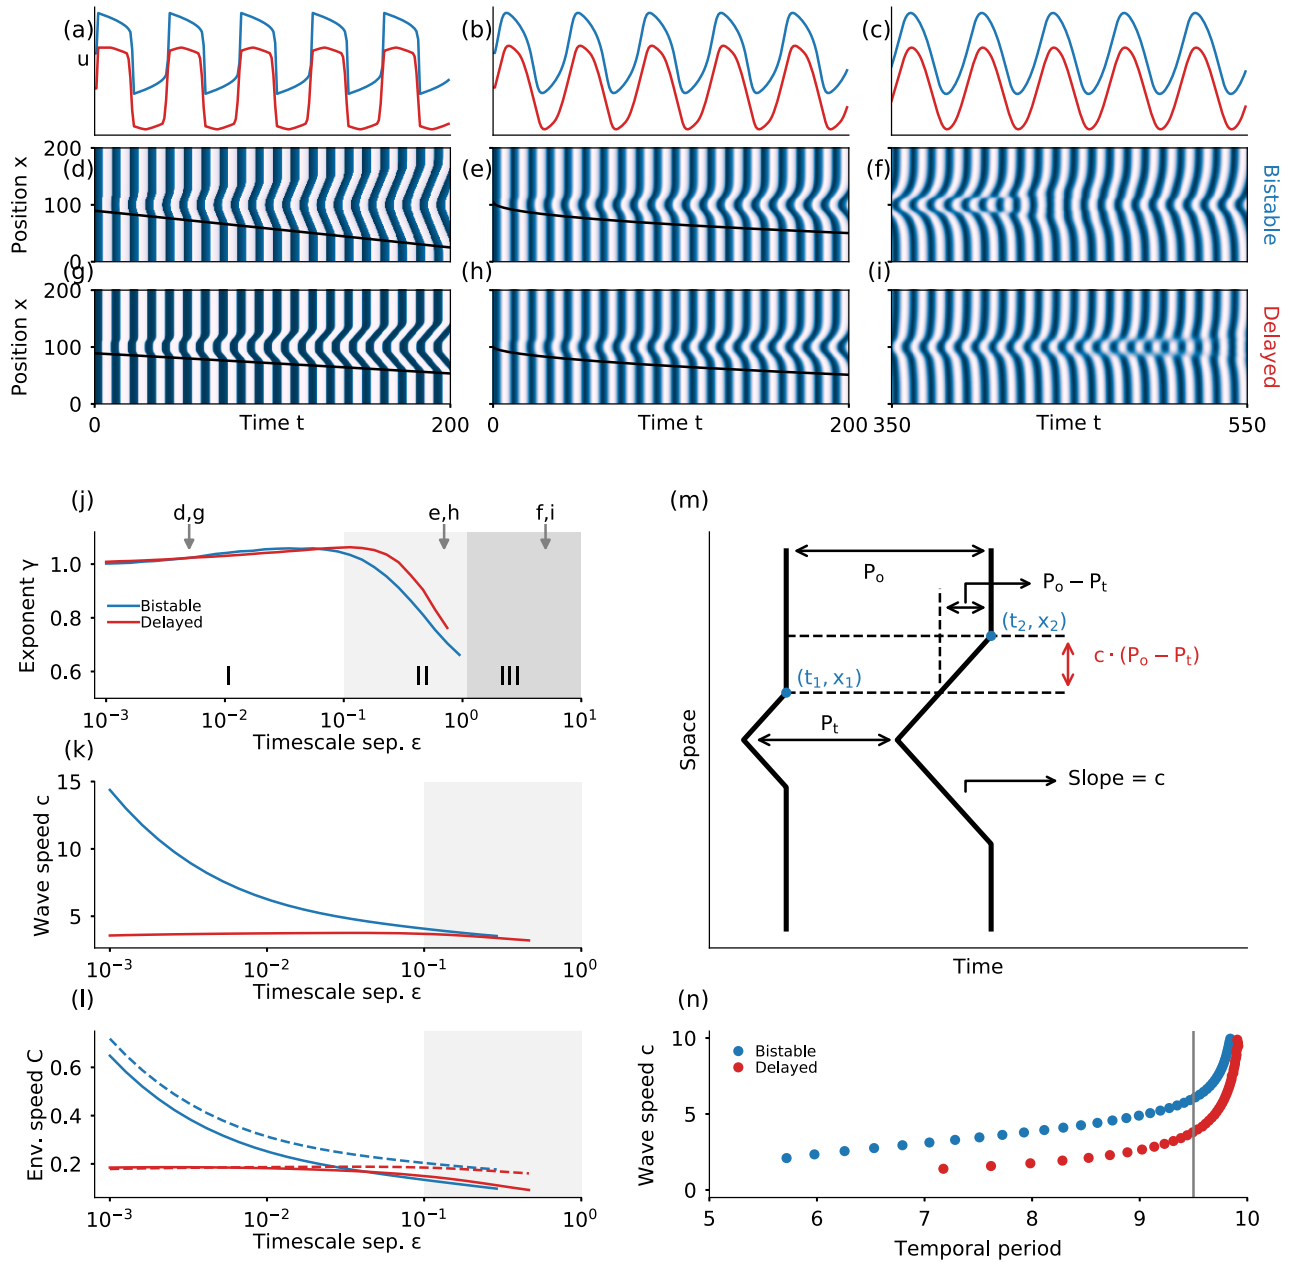 (a) (b) (c)
u
(d) (e) (f)
Position x
200
100
0
Bistable
(g) (h) (i)
Position x
200
100
0
Delayed
0 200 350 550
Time t Time t Time t
(j)
d,g e,h f,i
Exponent γ
1.0
0.8
0.6
Bistable
Delayed
I II III
10⁻³ 10⁻² 10⁻¹ 10⁰ 10¹
Timescale sep. ε
(k)
Wave speed c
15
10
5
10⁻³ 10⁻² 10⁻¹ 10⁰
Timescale sep. ε
(l)
Env. speed C
0.6
0.4
0.2
10⁻³ 10⁻² 10⁻¹ 10⁰
Timescale sep. ε
(m)
Space
Pₒ
Pₒ − Pₜ
(t₂, x₂)
c · (Pₒ − Pₜ)
(t₁, x₁)
Pₜ
Slope = c
Time
(n)
Wave speed c
10
5
0
Bistable
Delayed
5 6 7 8 9 10
Temporal period